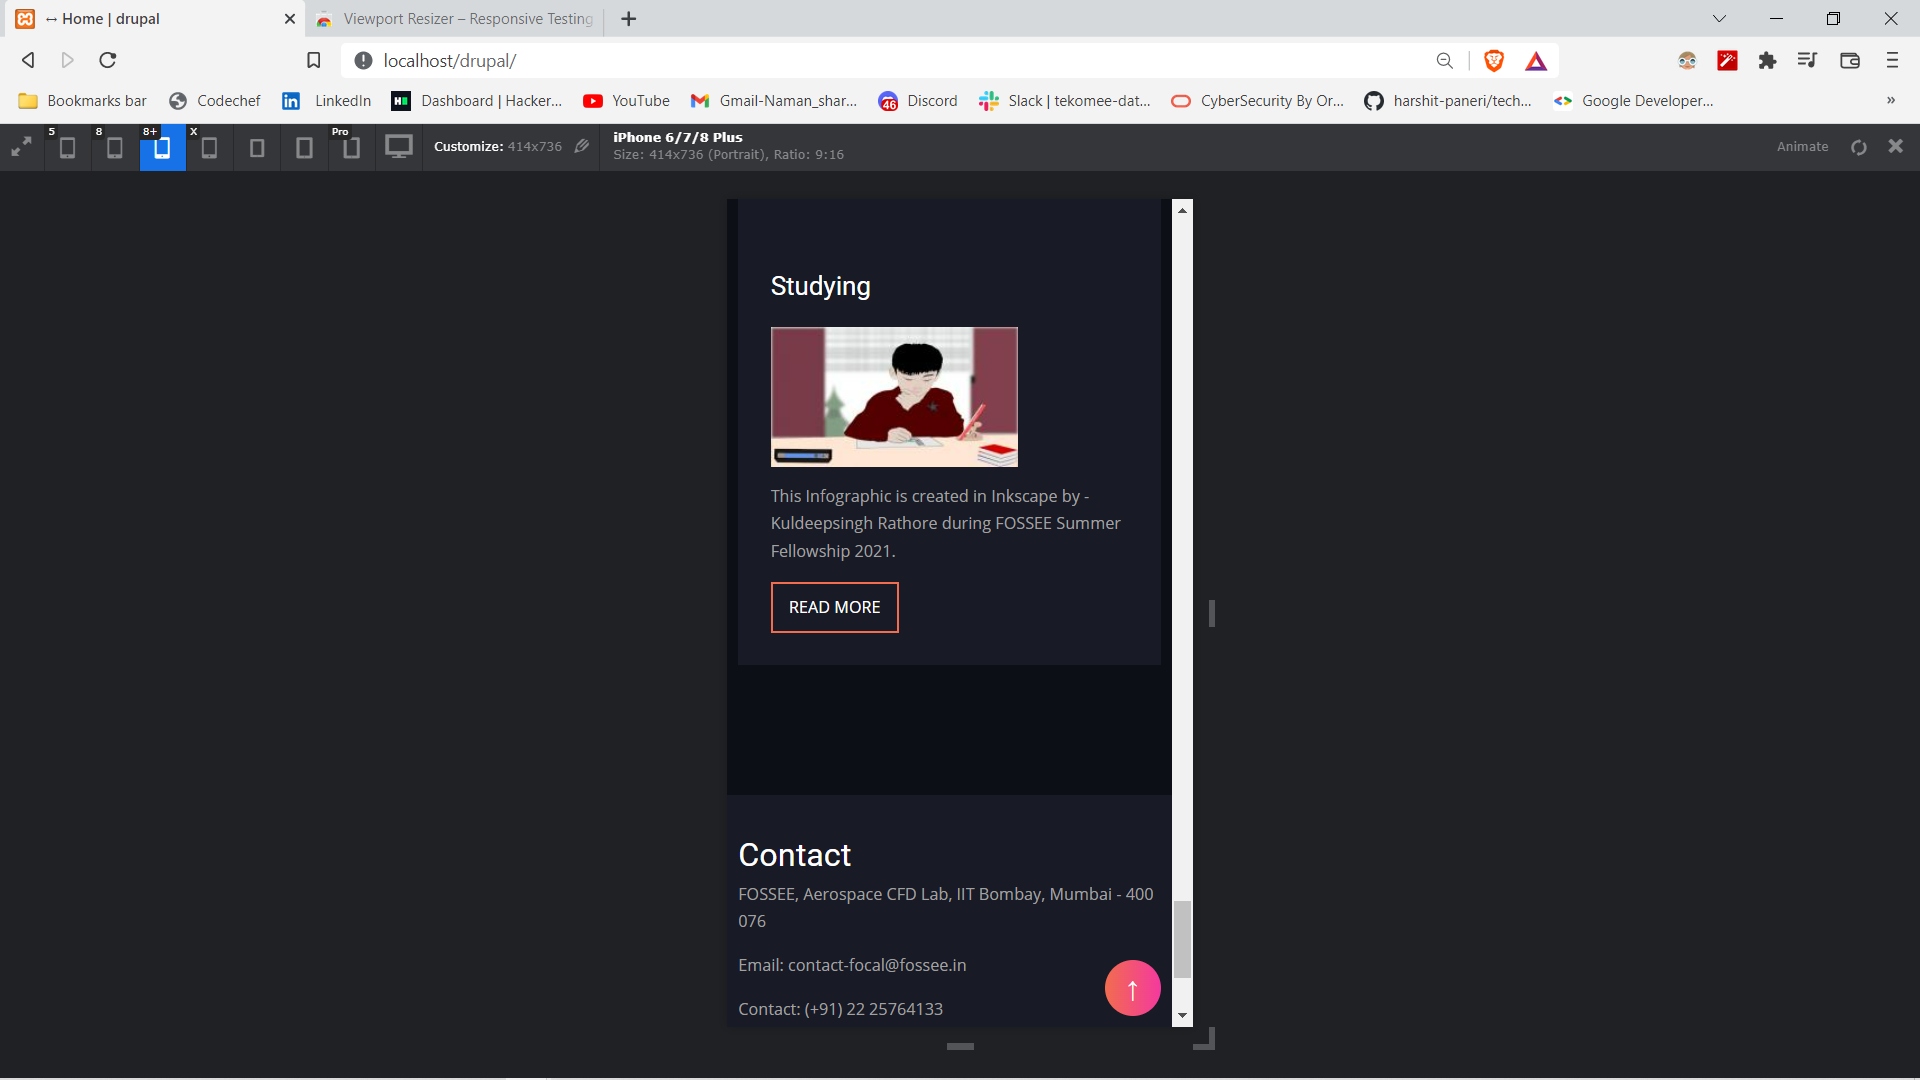 ↔ Home | drupal
Viewport Resizer – Responsive Testing
localhost/drupal/
Bookmarks bar
Codechef
LinkedIn
Dashboard | Hacker...
YouTube
Gmail-Naman_shar...
46
Discord
Slack | tekomee-dat...
CyberSecurity By Or...
harshit-paneri/tech...
Google Developer...
»
5
8
8+
X
Pro
Customize: 414x736
iPhone 6/7/8 Plus
Size: 414x736 (Portrait), Ratio: 9:16
Animate
Studying
This Infographic is created in Inkscape by -
Kuldeepsingh Rathore during FOSSEE Summer
Fellowship 2021.
READ MORE
Contact
FOSSEE, Aerospace CFD Lab, IIT Bombay, Mumbai - 400
076
Email: contact-focal@fossee.in
Contact: (+91) 22 25764133
↑